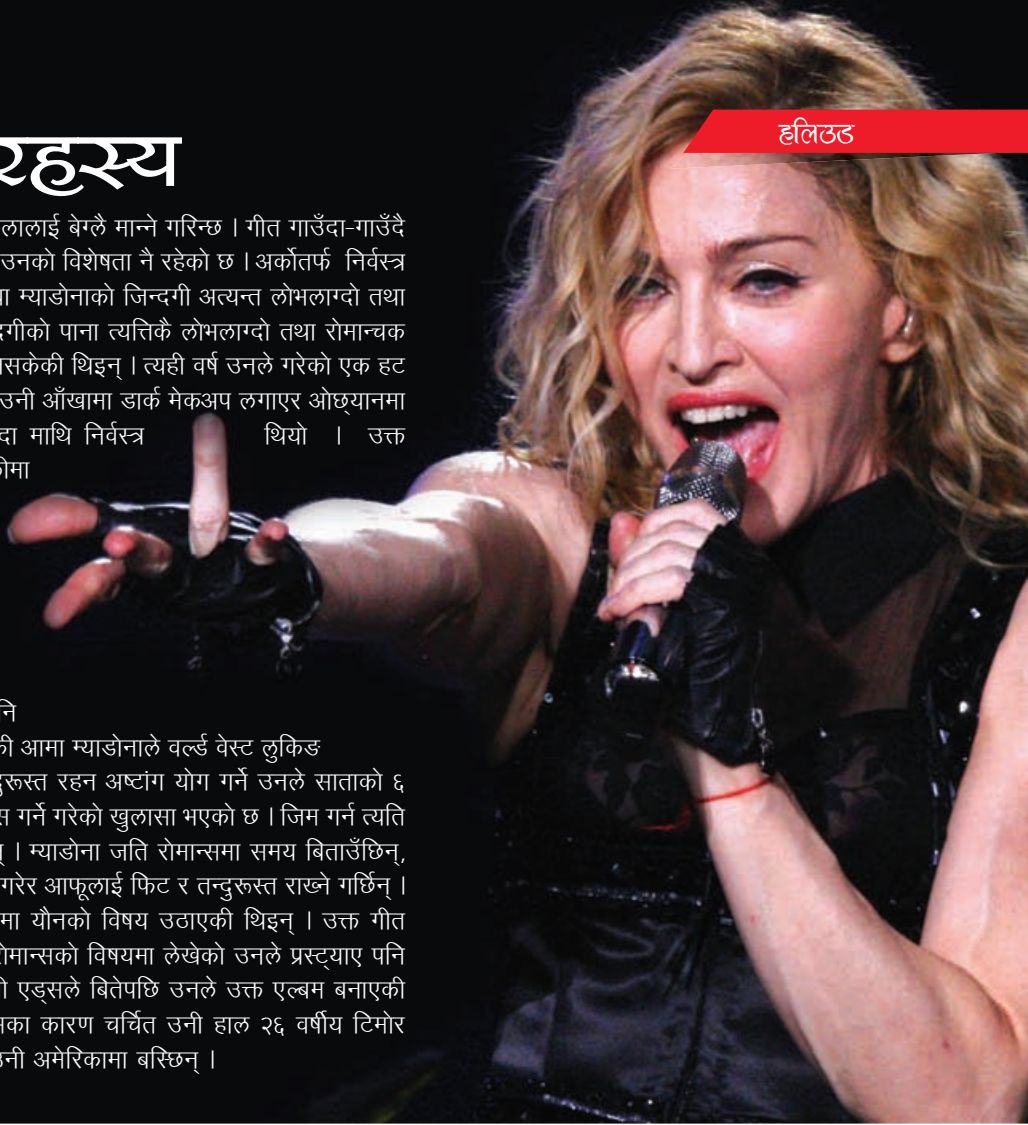 हलिउड
रहस्य
लालाई बेग्लै मान्ने गरिन्छ । गीत गाउँदा-गाउँदै
उनको विशेषता नै रहेको छ । अर्कोतर्फ निर्वस्त्र
म्याडोनाको जिन्दगी अत्यन्त लोभलाग्दो तथा
दगीको पाना त्यत्तिकै लोभलाग्दो तथा रोमान्चक
सकेकी थिइन् । त्यही वर्ष उनले गरेको एक हट
उनी आँखामा डार्क मेकअप लगाएर ओछ्यानमा
दा माथि निर्वस्त्र थियो । उक्त
मा
नि
की आमा म्याडोनाले वर्ल्ड वेस्ट लुकिङ
दुरूस्त रहन अष्टांग योग गर्ने उनले साताको ६
स गर्ने गरेको खुलासा भएको छ । जिम गर्न त्यति
। म्याडोना जति रोमान्समा समय बिताउँछिन्,
गरेर आफूलाई फिट र तन्दुरूस्त राख्ने गर्छिन् ।
मा यौनको विषय उठाएकी थिइन् । उक्त गीत
रोमान्सको विषयमा लेखेको उनले प्रस्ट्याए पनि
एड्सले बितेपछि उनले उक्त एल्बम बनाएकी
सका कारण चर्चित उनी हाल २६ वर्षीय टिमोर
उनी अमेरिकामा बस्छिन् ।